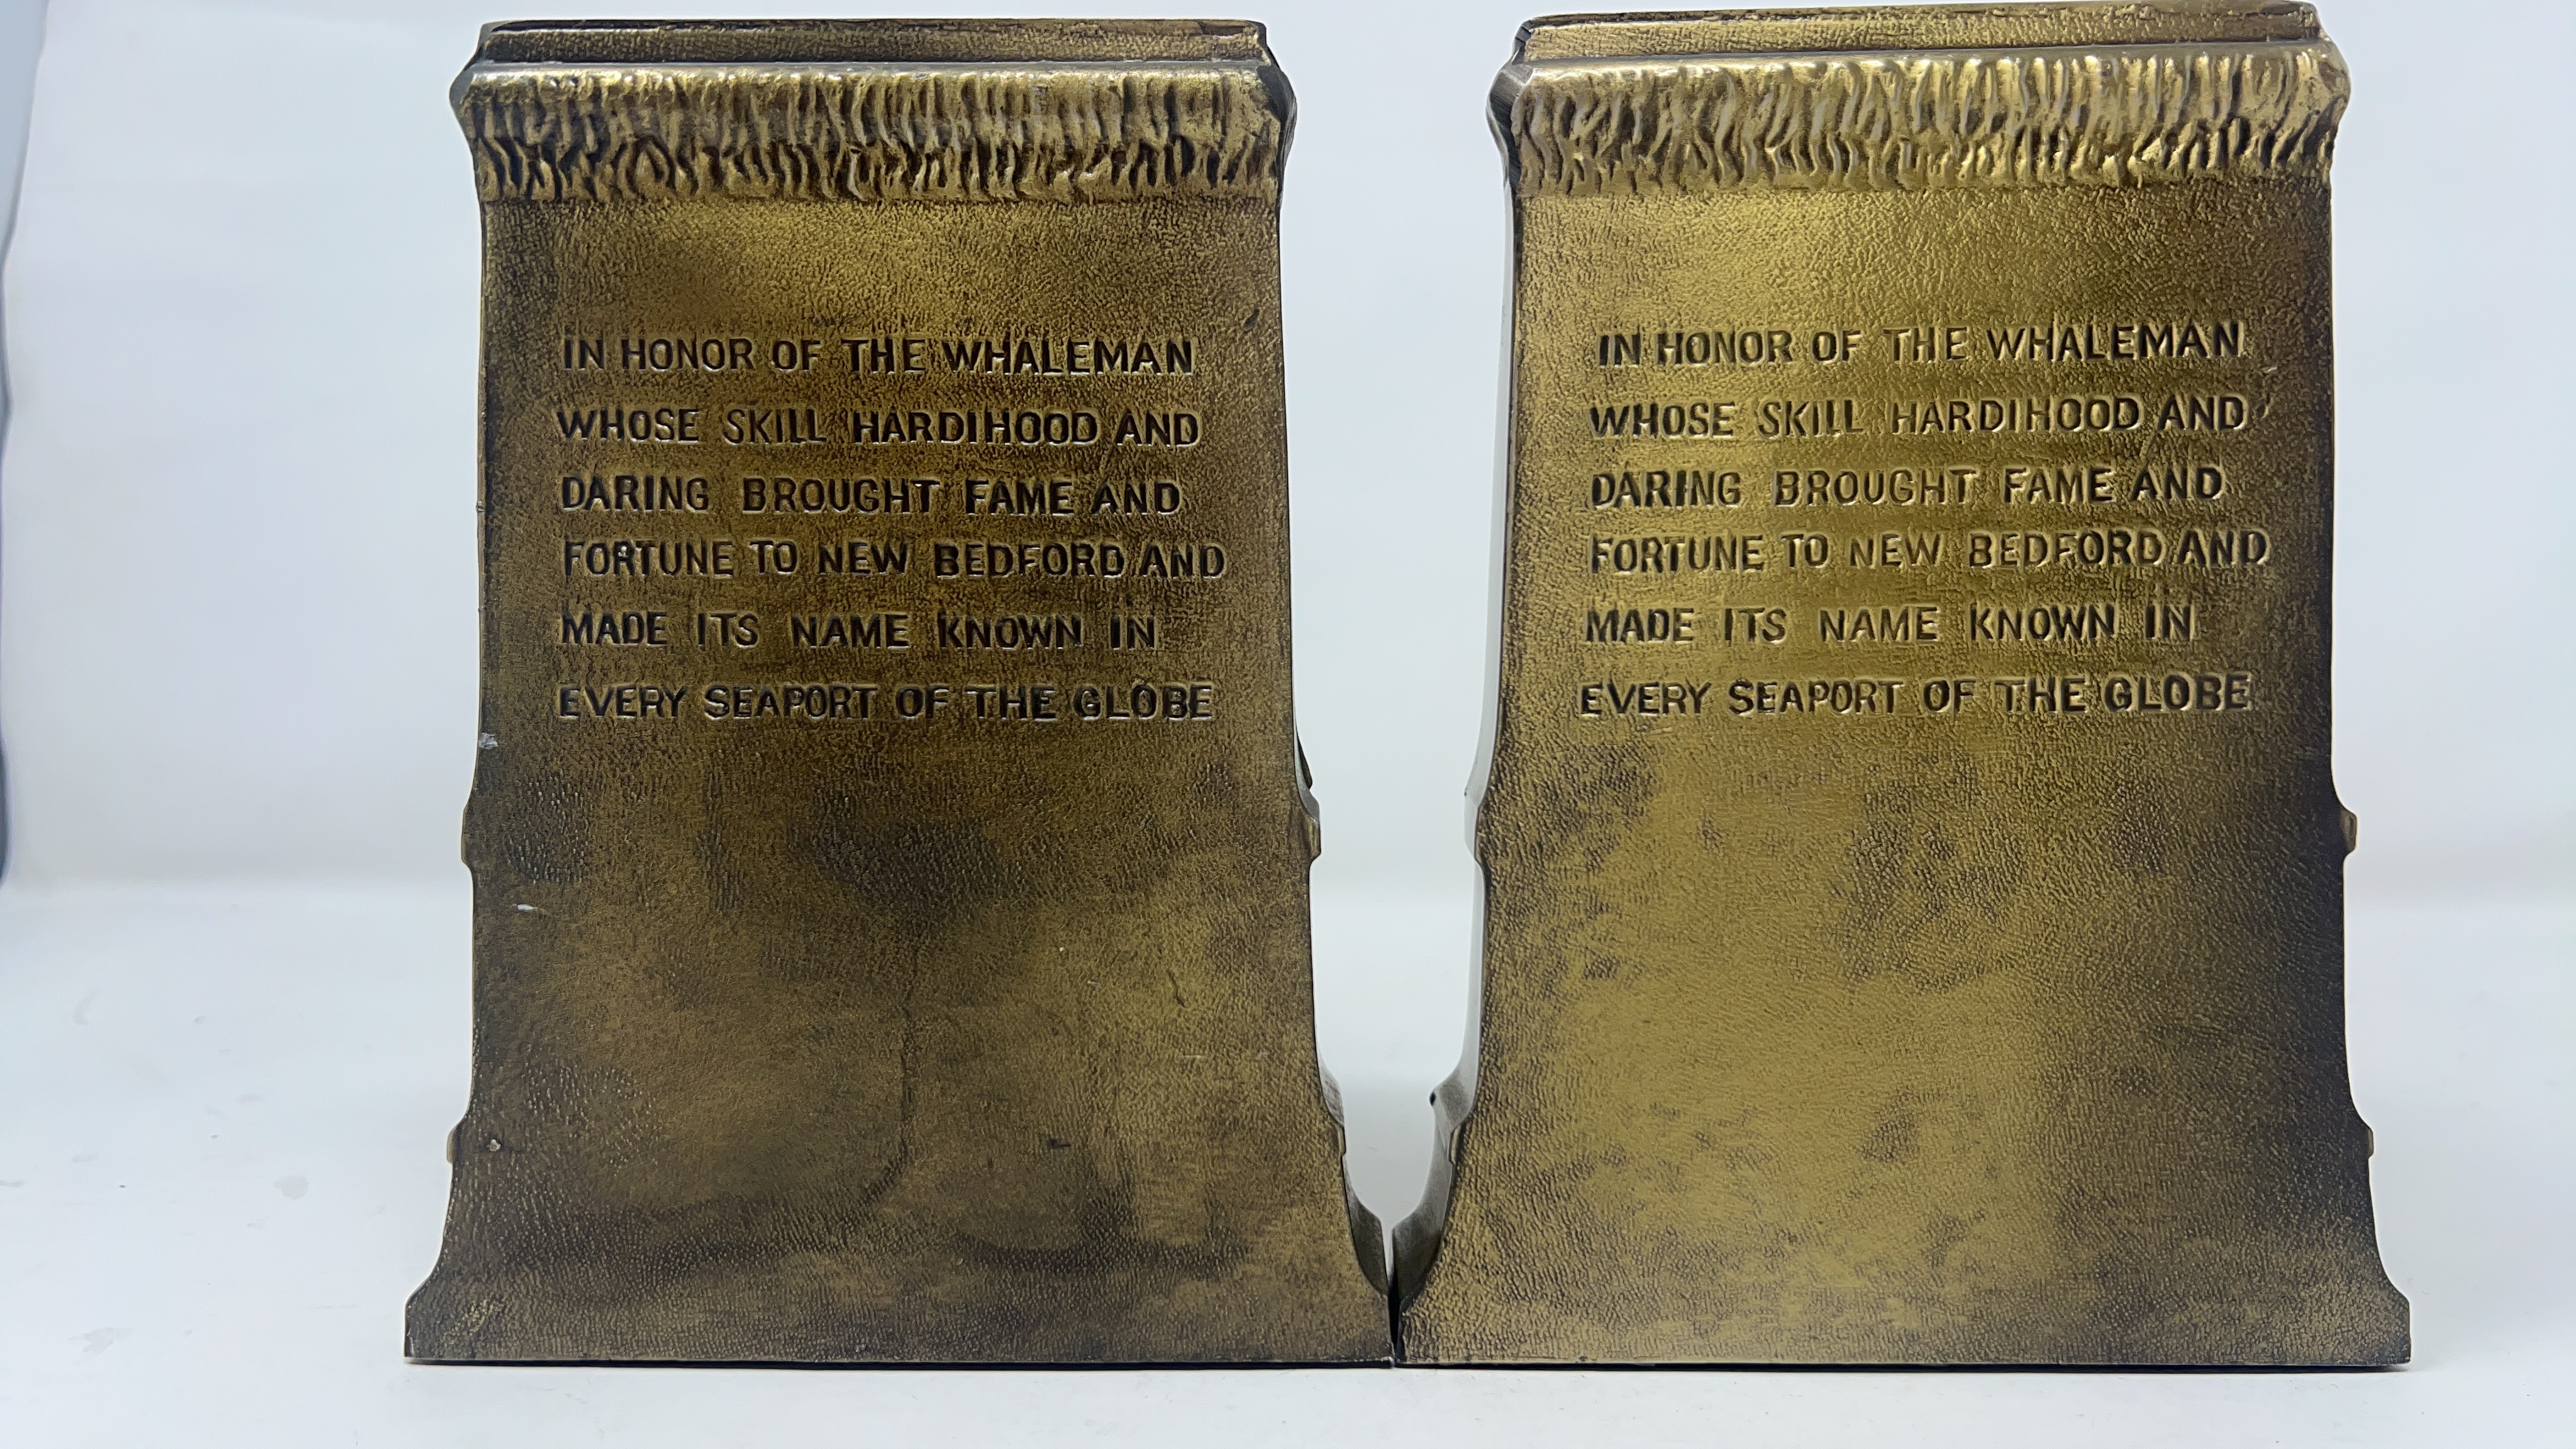 IN HONOR OF THE WHALEMAN
WHOSE SKILL HARDIHOOD AND
DARING BROUGHT FAME AND
FORTUNE TO NEW BEDFORD AND
MADE ITS NAME KNOWN IN
EVERY SEAPORT OF THE GLOBE
IN HONOR OF THE WHALEMAN
WHOSE SKILL HARDIHOOD AND
DARING BROUGHT FAME AND
FORTUNE TO NEW BEDFORD AND
MADE ITS NAME KNOWN IN
EVERY SEAPORT OF THE GLOBE